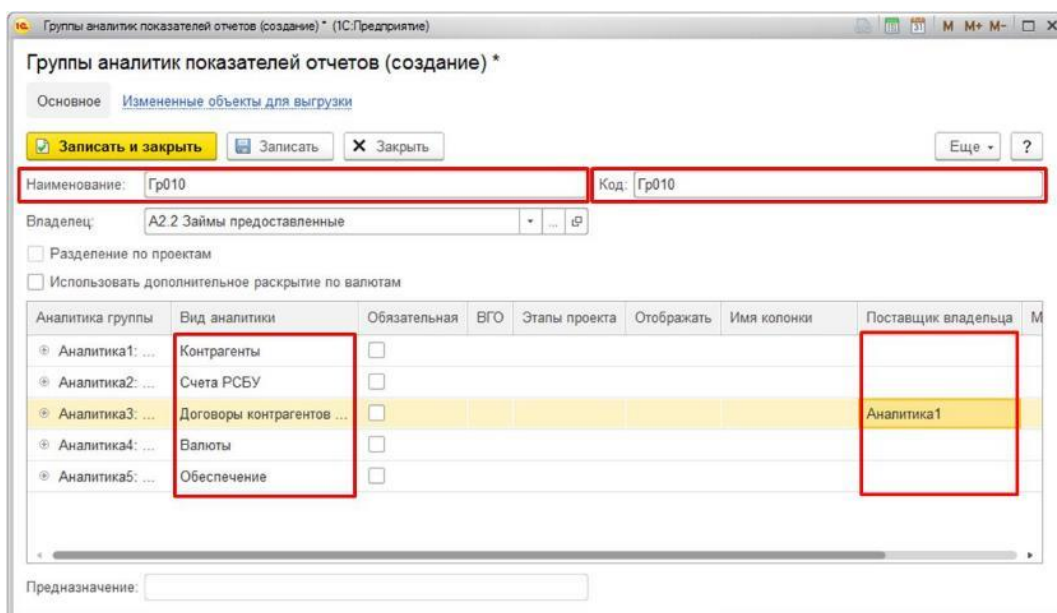 Группы аналитик показателей отчетов (создание) * (1С:Предприятие) M M+ M-
Группы аналитик показателей отчетов (создание) *
Основное Измененные объекты для выгрузки
Записать и закрыть Записать Закрыть Еще ?
Наименование: Гр010 Код: Гр010
Владелец: А2.2 Займы предоставленные ...
Разделение по проектам
Использовать дополнительное раскрытие по валютам
Аналитика группы Вид аналитики Обязательная ВГО Этапы проекта Отображать Имя колонки Поставщик владельца М
Аналитика1: ... Контрагенты
Аналитика2: ... Счета РСБУ
Аналитика3: ... Договоры контрагентов ... Аналитика1
Аналитика4: ... Валюты
Аналитика5: ... Обеспечение
Предназначение: